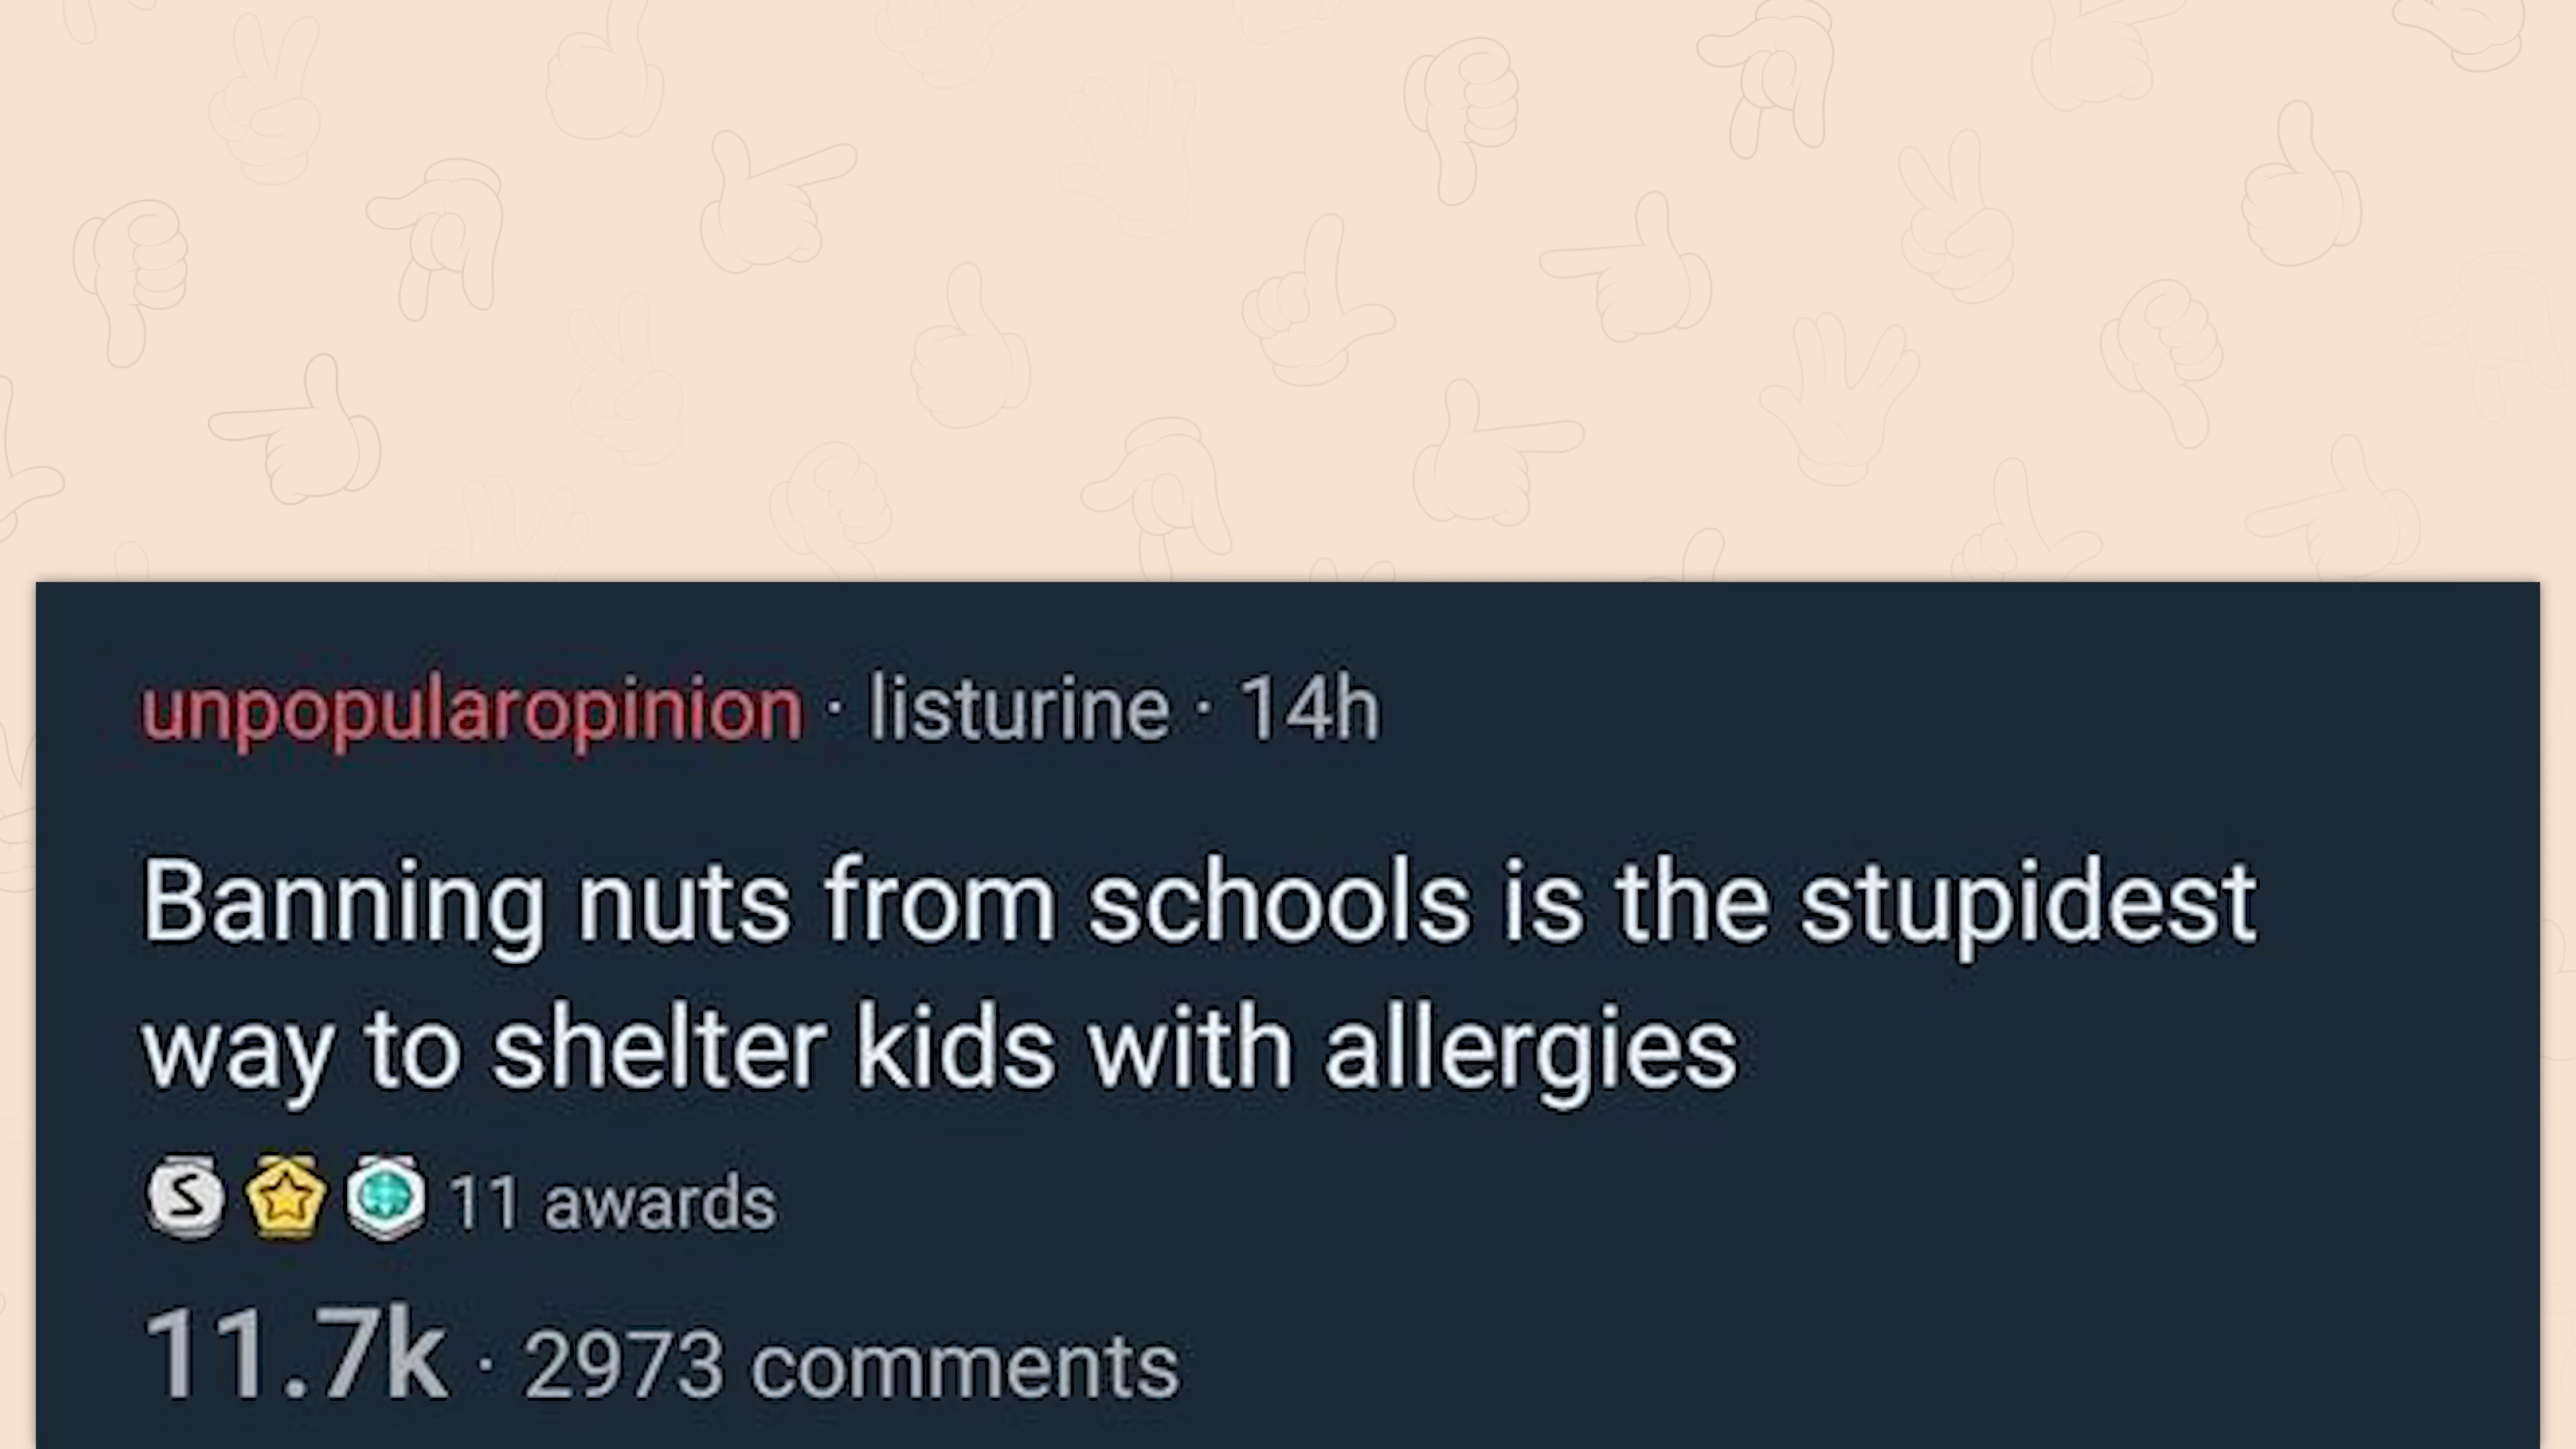 unpopularopinion · listurine · 14h
Banning nuts from schools is the stupidest
way to shelter kids with allergies
S 11 awards
11.7k · 2973 comments